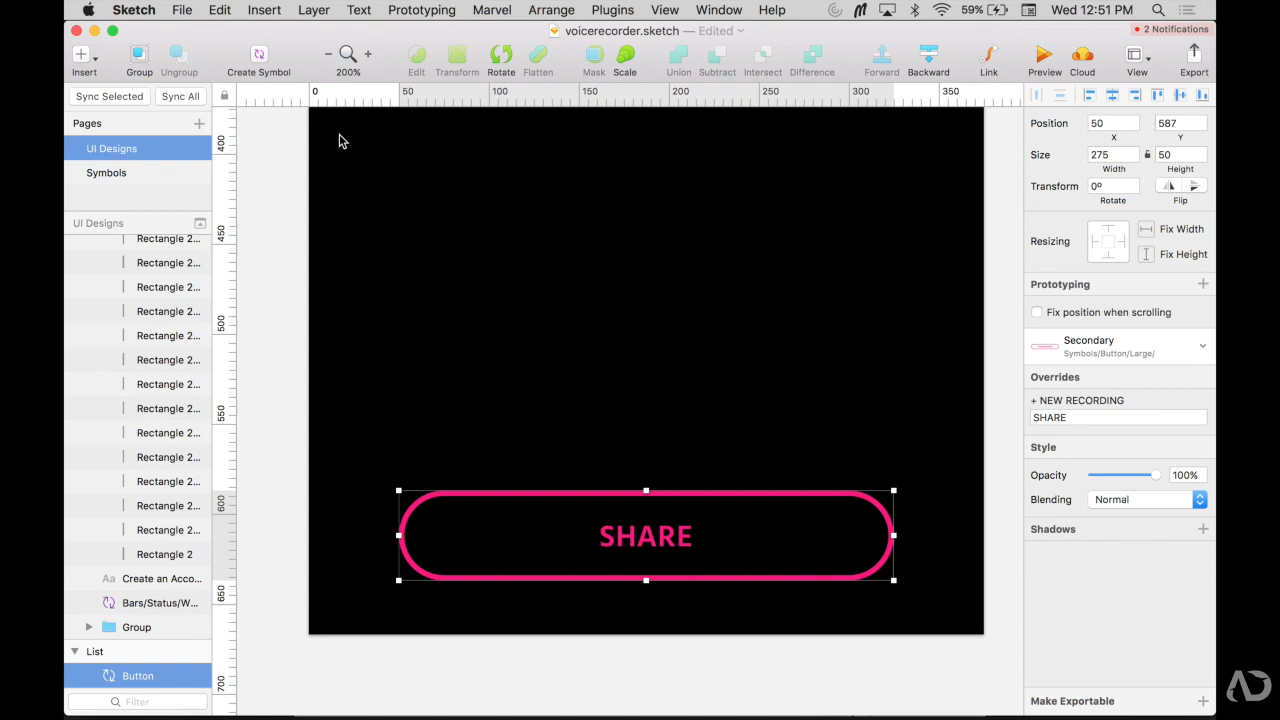 Sketch File Edit Insert Layer Text Prototyping Marvel Arrange Plugins View Window Help 59% Wed 12:51 PM
voicerecorder.sketch — Edited
2 Notifications
Insert Group Ungroup Create Symbol 200% Edit Transform Rotate Flatten Mask Scale Union Subtract Intersect Difference Forward Backward Link Preview Cloud View Export
Sync Selected Sync All
0 50 100 150 200 250 300 350
Pages
UI Designs
Symbols
UI Designs
Rectangle 2...
Rectangle 2...
Rectangle 2...
Rectangle 2...
Rectangle 2...
Rectangle 2...
Rectangle 2...
Rectangle 2...
Rectangle 2...
Rectangle 2...
Rectangle 2...
Rectangle 2...
Rectangle 2...
Rectangle 2
Aa Create an Acco...
Bars/Status/W...
Group
List
Button
Filter
400
450
500
550
600
650
700
SHARE
Position 50 587
X Y
Size 275 50
Width Height
Transform 0º
Rotate Flip
Resizing Fix Width
Fix Height
Prototyping
Fix position when scrolling
Secondary
Symbols/Button/Large/
Overrides
+ NEW RECORDING
SHARE
Style
Opacity 100%
Blending Normal
Shadows
Make Exportable